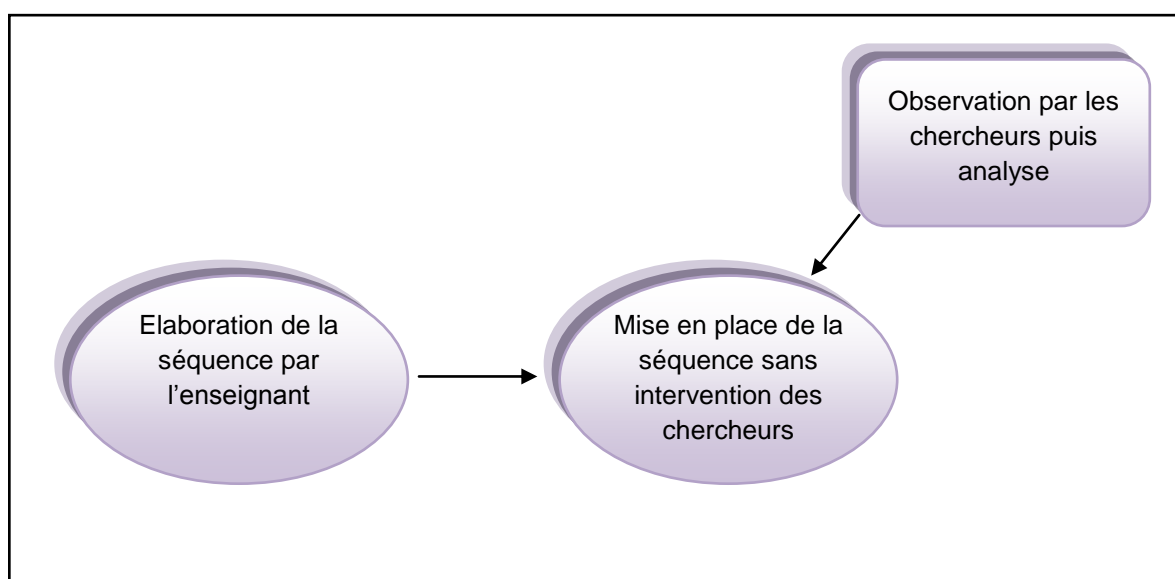 Observation par les
chercheurs puis
analyse
Elaboration de la
séquence par
l’enseignant
Mise en place de la
séquence sans
intervention des
chercheurs